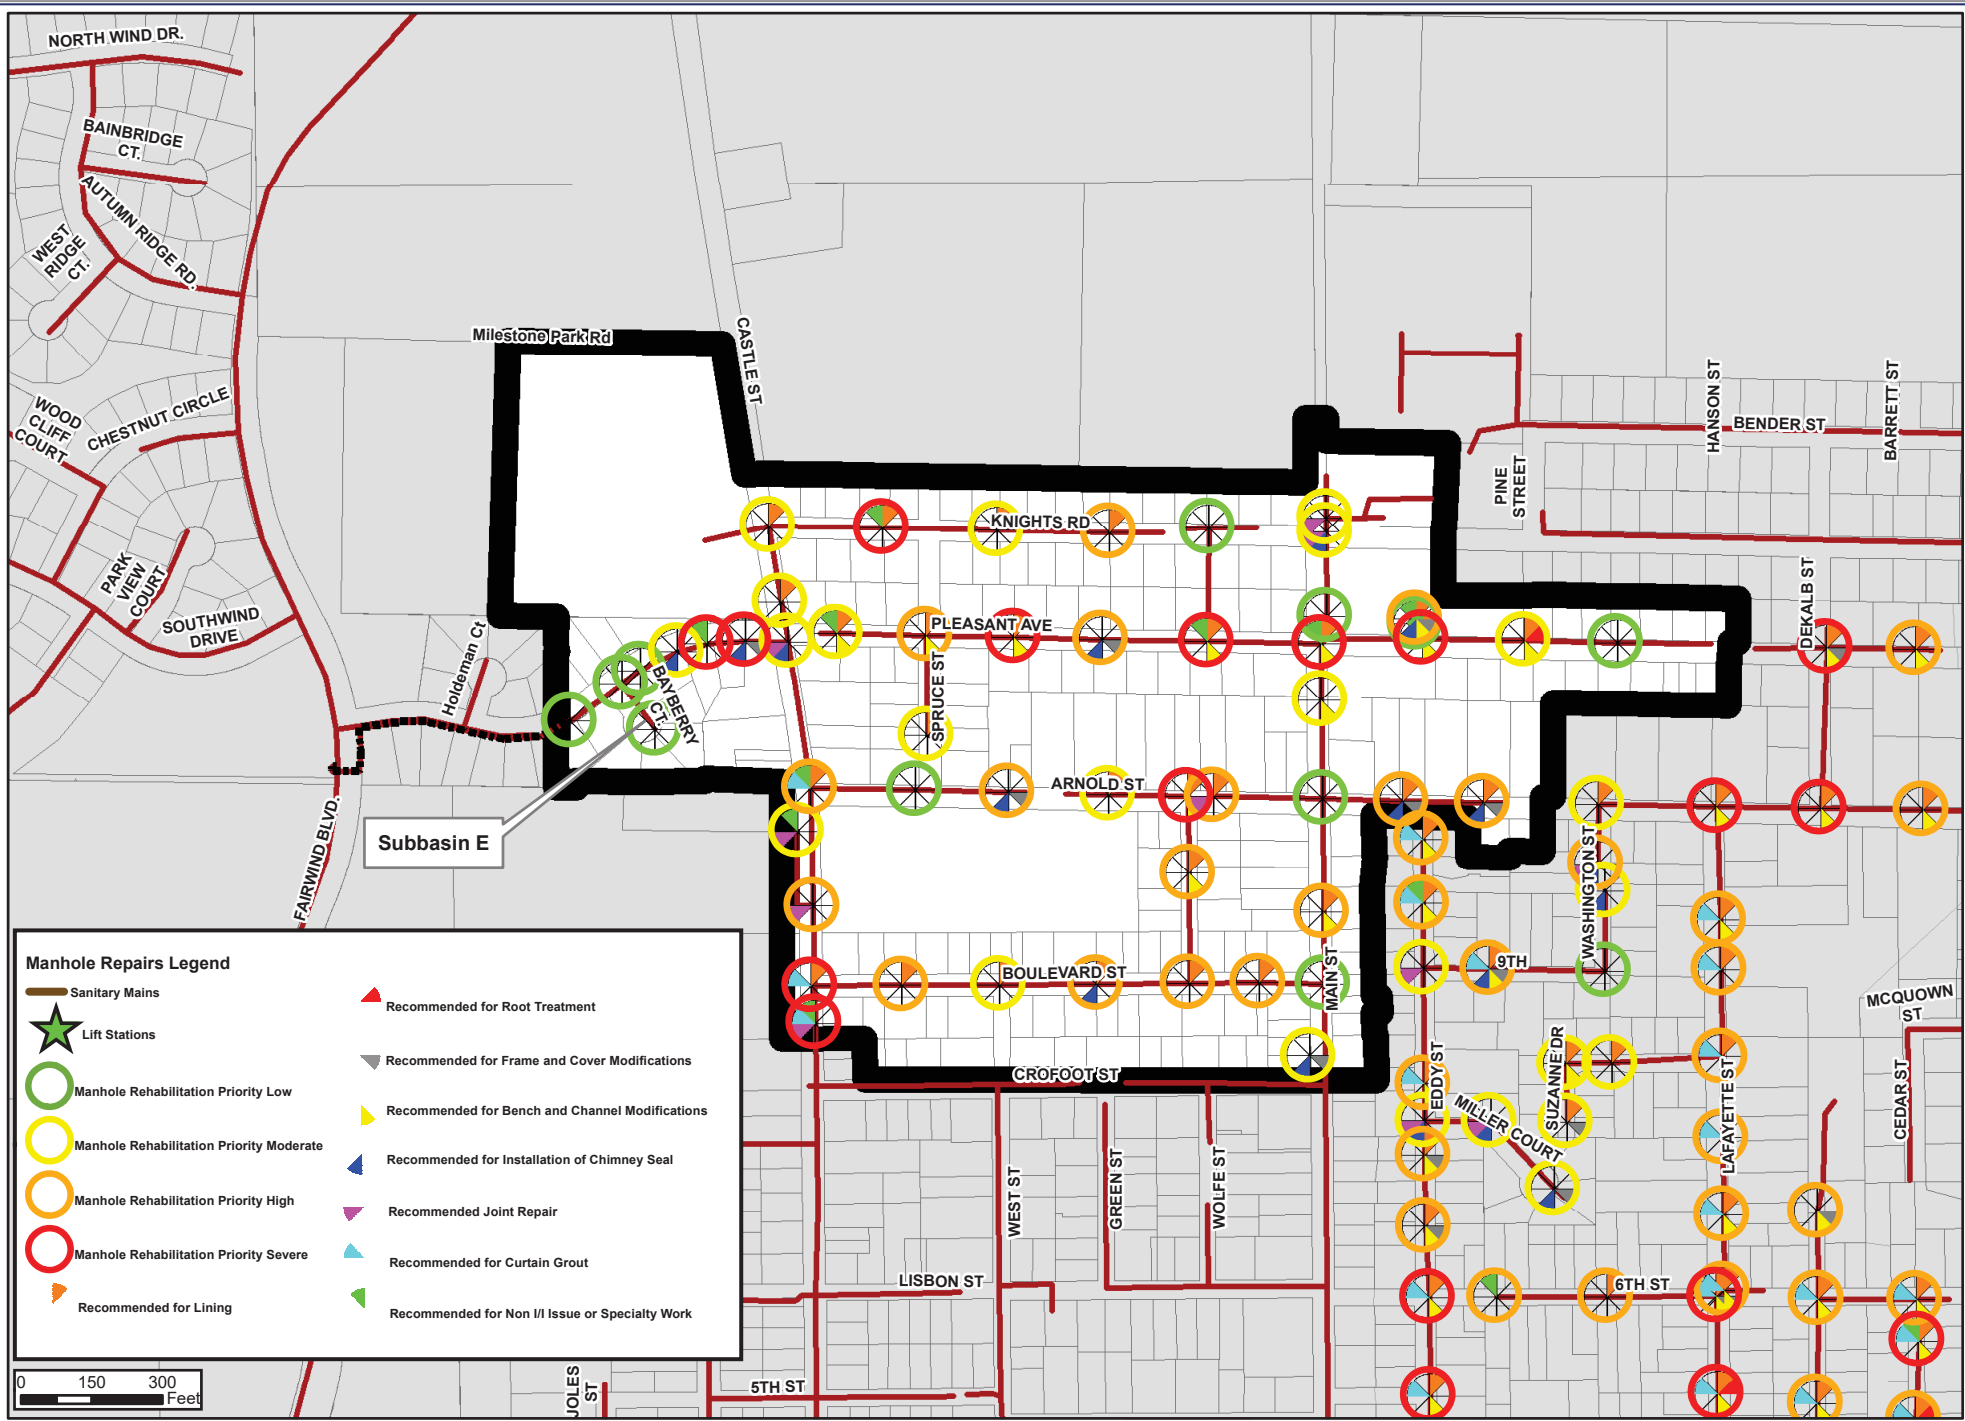 NORTH WIND DR.
BAINBRIDGE
CT.
AUTUMN RIDGE RD.
WEST
RIDGE
CT.
Milestone Park Rd
CASTLE ST
WOOD
CLIFF
COURT
CHESTNUT CIRCLE
PARK
VIEW
COURT
SOUTHWIND
DRIVE
Holdeman Ct
FAIRWIND BLVD.
KNIGHTS RD
PLEASANT AVE
SPRUCE ST
BAYBERRY
CT.
ARNOLD ST
BOULEVARD ST
MAIN ST
CROFOOT ST
Subbasin E
HANSON ST
BENDER ST
BARRETT ST
PINE
STREET
DEKALB ST
WASHINGTON ST
9TH
EDDY ST
SUZANNE DR
MILLER COURT
LAFAYETTE ST
MCQUOWN
ST
CEDAR ST
6TH ST
WEST ST
GREEN ST
WOLFE ST
LISBON ST
5TH ST
JOLES
ST
Manhole Repairs Legend
Sanitary Mains
Lift Stations
Manhole Rehabilitation Priority Low
Manhole Rehabilitation Priority Moderate
Manhole Rehabilitation Priority High
Manhole Rehabilitation Priority Severe
Recommended for Lining
Recommended for Root Treatment
Recommended for Frame and Cover Modifications
Recommended for Bench and Channel Modifications
Recommended for Installation of Chimney Seal
Recommended Joint Repair
Recommended for Curtain Grout
Recommended for Non I/I Issue or Specialty Work
0 150 300
Feet